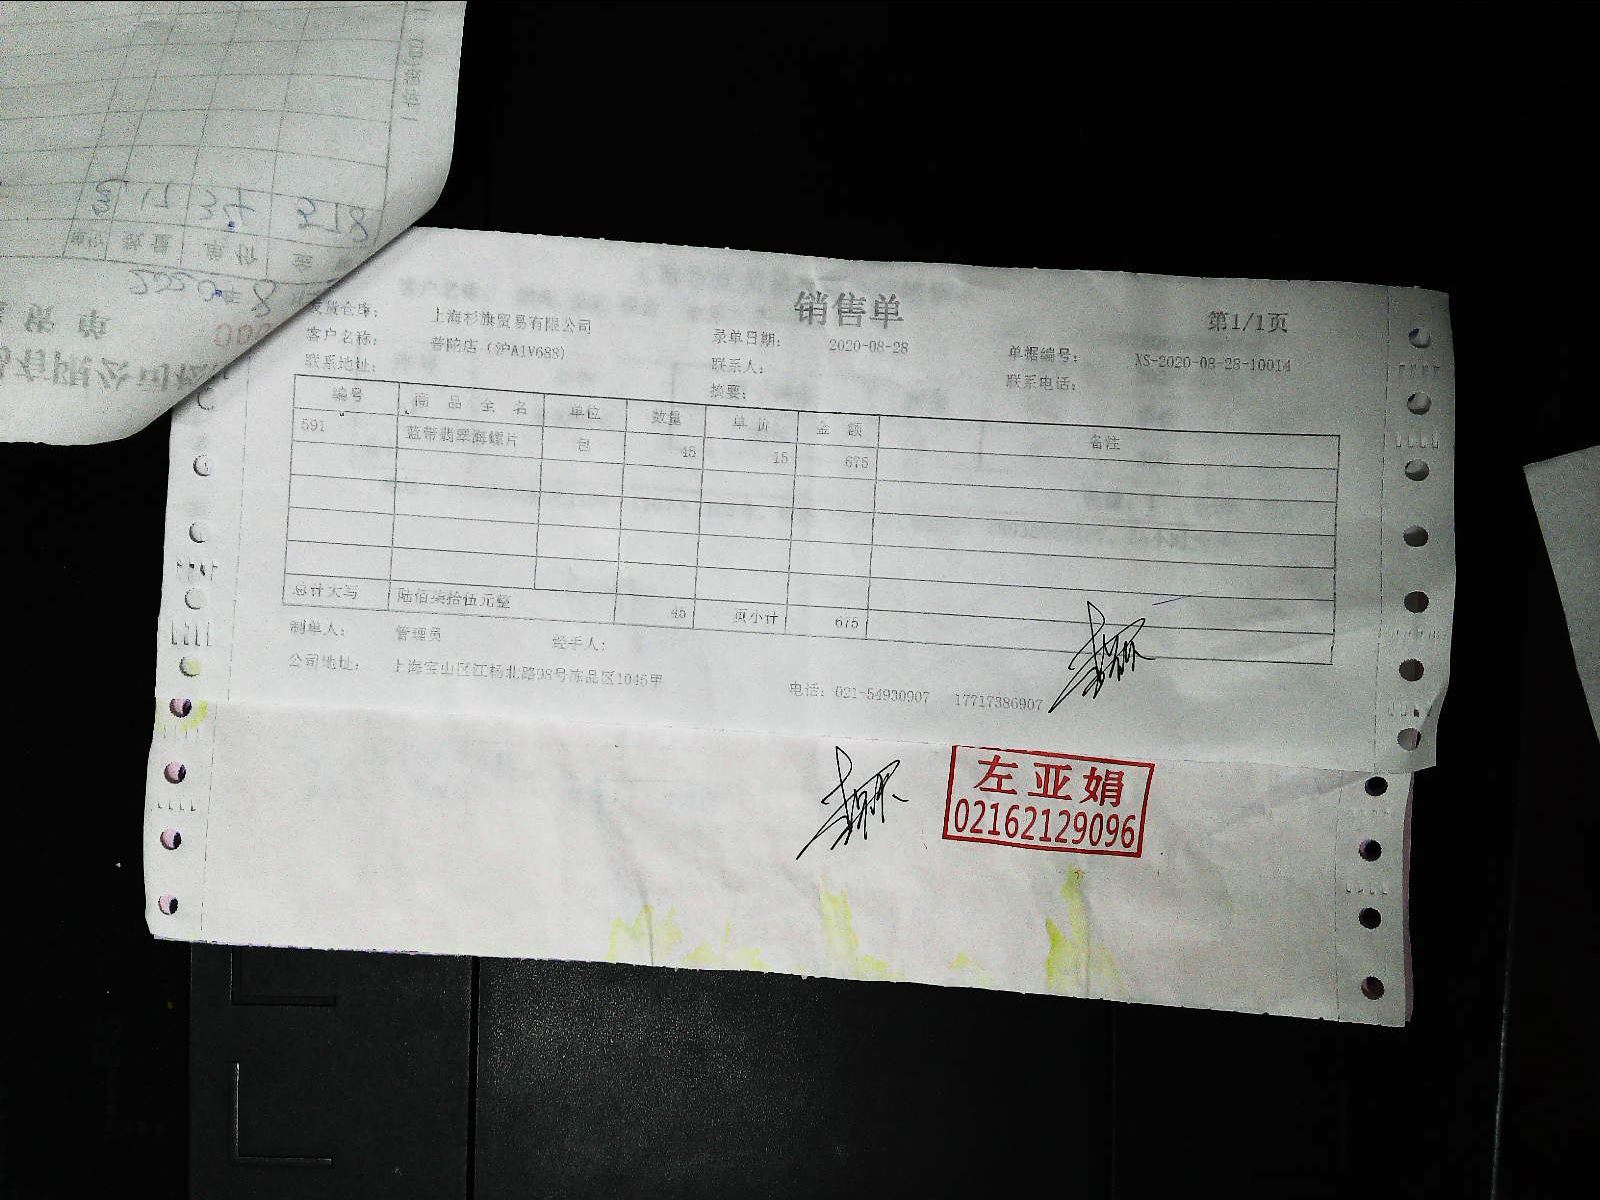 销售单
第1/1页
发货仓库: 上海杉旗贸易有限公司 录单日期: 2020-08-28 单据编号: XS-2020-08-28-10014
客户名称: 普陀店(沪A1V688) 联系人: 联系电话:
联系地址: 摘要:
编号 商品全名 单位 数量 单价 金额 备注
591 蓝带翡翠海螺片 包 45 15 675
总计大写 陆佰柒拾伍元整 45 页小计 675
制单人: 管理员 经手人:
公司地址: 上海宝山区江杨北路98号冻品区1046甲 电话: 021-54930907 17717386907
左亚娟
02162129096